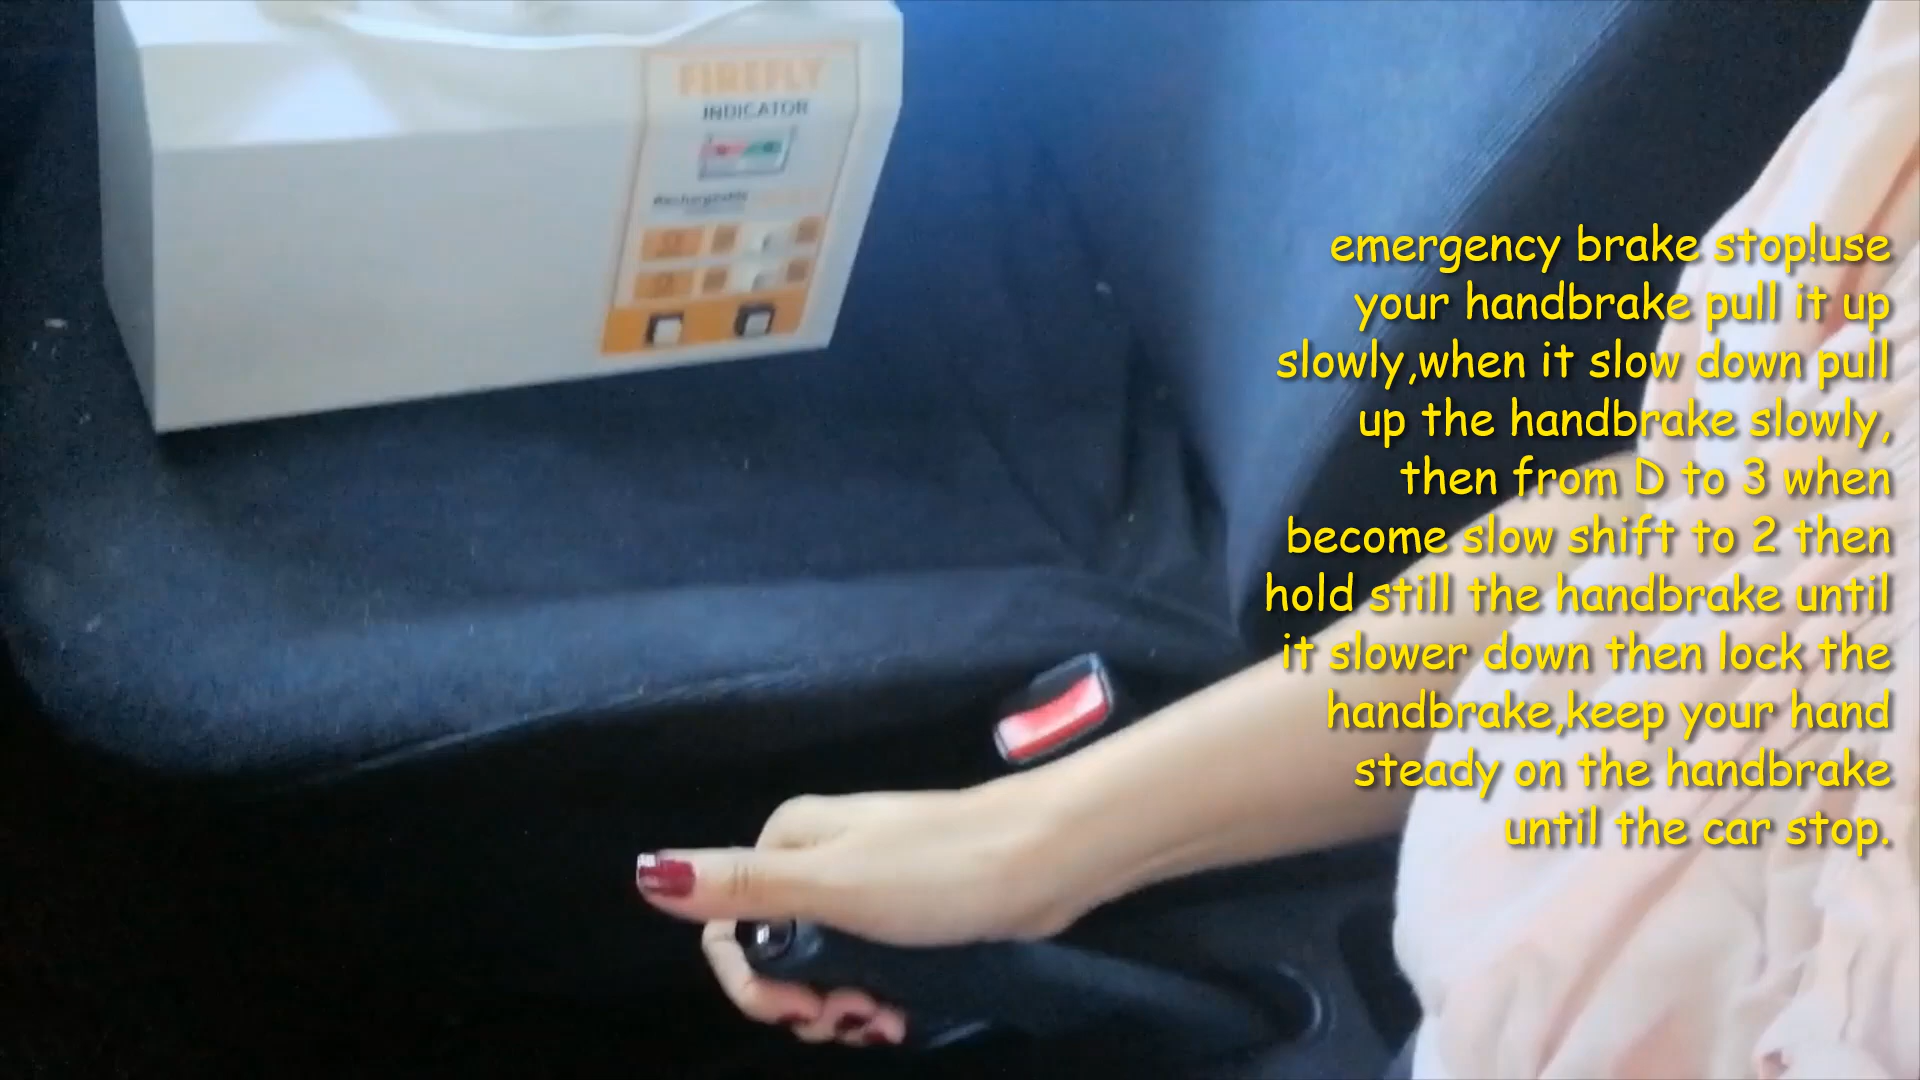 FIREFLY
INDICATOR
Rechargeable
emergency brake stop!use
your handbrake pull it up
slowly,when it slow down pull
up the handbrake slowly,
then from D to 3 when
become slow shift to 2 then
hold still the handbrake until
it slower down then lock the
handbrake,keep your hand
steady on the handbrake
until the car stop.